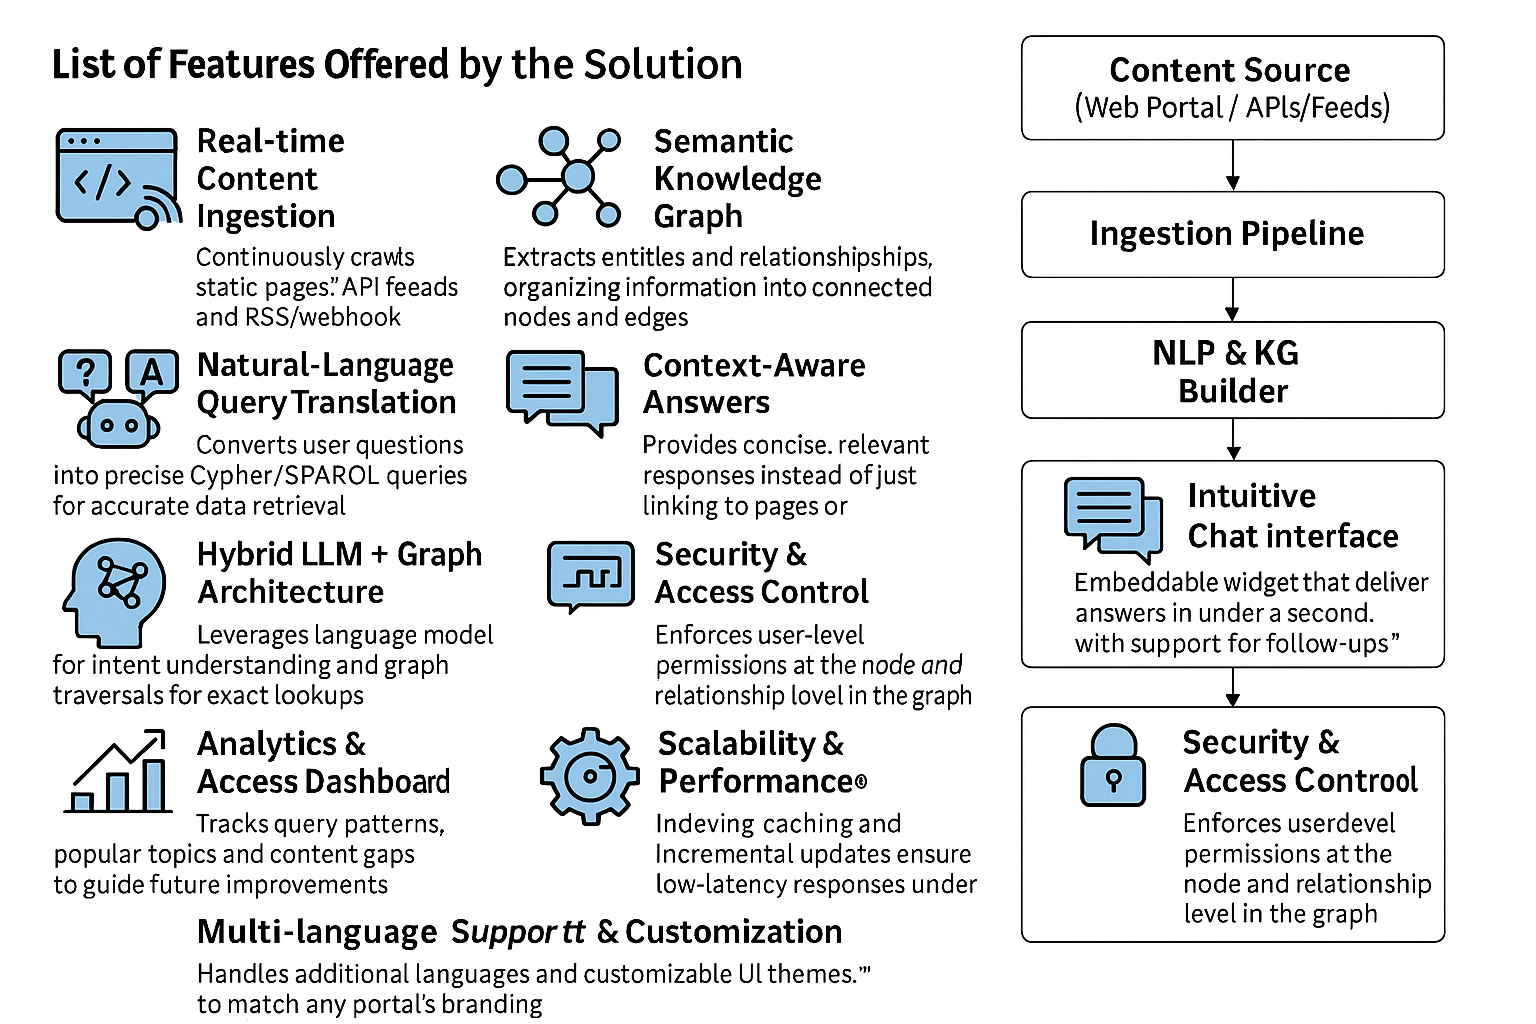 List of Features Offered by the Solution
Real-time
Content
Ingestion
Continuously crawls
static pages.” API feeads
and RSS/webhook
Semantic
Knowledge
Graph
Extracts entitles and relationshipships,
organizing information into connected
nodes and edges
? A
Natural-Language
Query Translation
Converts user questions
into precise Cypher/SPAROL queries
for accurate data retrieval
Context-Aware
Answers
Provides concise. relevant
responses instead of just
linking to pages or
Hybrid LLM + Graph
Architecture
Leverages language model
for intent understanding and graph
traversals for exact lookups
Security &
Access Control
Enforces user-level
permissions at the node and
relationship lovel in the graph
Analytics &
Access Dashboard
Tracks query patterns,
popular topics and content gaps
to guide future improvements
Scalability &
Performance®
Indeving caching and
Incremental updates ensure
low-latency responses under
Multi-language Supportt & Customization
Handles additional languages and customizable UI themes.”
to match any portal’s branding
Content Source
(Web Portal / APIs/Feeds)
Ingestion Pipeline
NLP & KG
Builder
Intuitive
Chat interface
Embeddable widget that deliver
answers in under a second.
with support for follow-ups”
Security &
Access Controol
Enforces userdevel
permissions at the
node and relationship
level in the graph